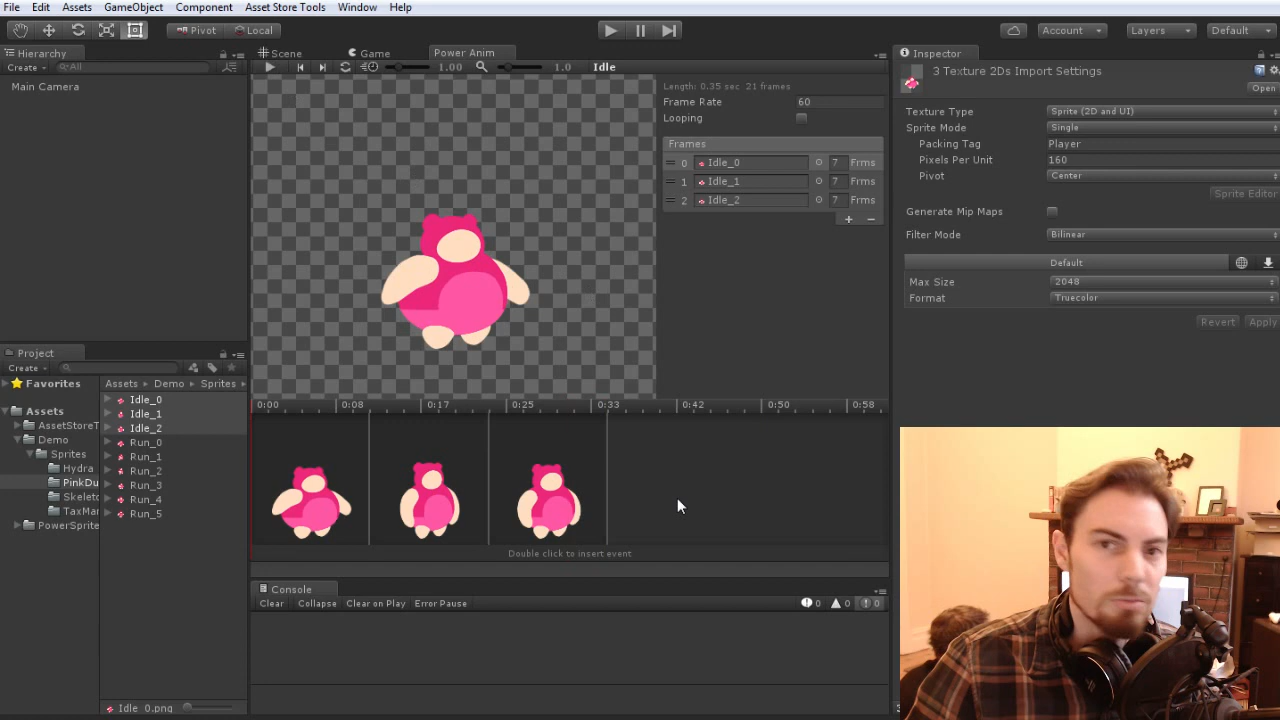 File Edit Assets GameObject Component Asset Store Tools Window Help
Pivot Local Account Layers Default
Hierarchy
Create All
Main Camera
Scene Game Power Anim
1.00 1.0 Idle
Length: 0.35 sec 21 frames
Frame Rate 60
Looping
Frames
0 Idle_0 7 Frms
1 Idle_1 7 Frms
2 Idle_2 7 Frms
+ −
0:00 0:08 0:17 0:25 0:33 0:42 0:50 0:58
Double click to insert event
Console
Clear Collapse Clear on Play Error Pause 0 0 0
Inspector
3 Texture 2Ds Import Settings
Open
Texture Type Sprite (2D and UI)
Sprite Mode Single
Packing Tag Player
Pixels Per Unit 160
Pivot Center
Sprite Editor
Generate Mip Maps
Filter Mode Bilinear
Default
Max Size 2048
Format Truecolor
Revert Apply
Project
Create
Favorites
Assets
AssetStoreT
Demo
Sprites
Hydra
PinkDu
Skeleto
TaxMar
PowerSprite
Assets Demo Sprites
Idle_0
Idle_1
Idle_2
Run_0
Run_1
Run_2
Run_3
Run_4
Run_5
Idle_0.png